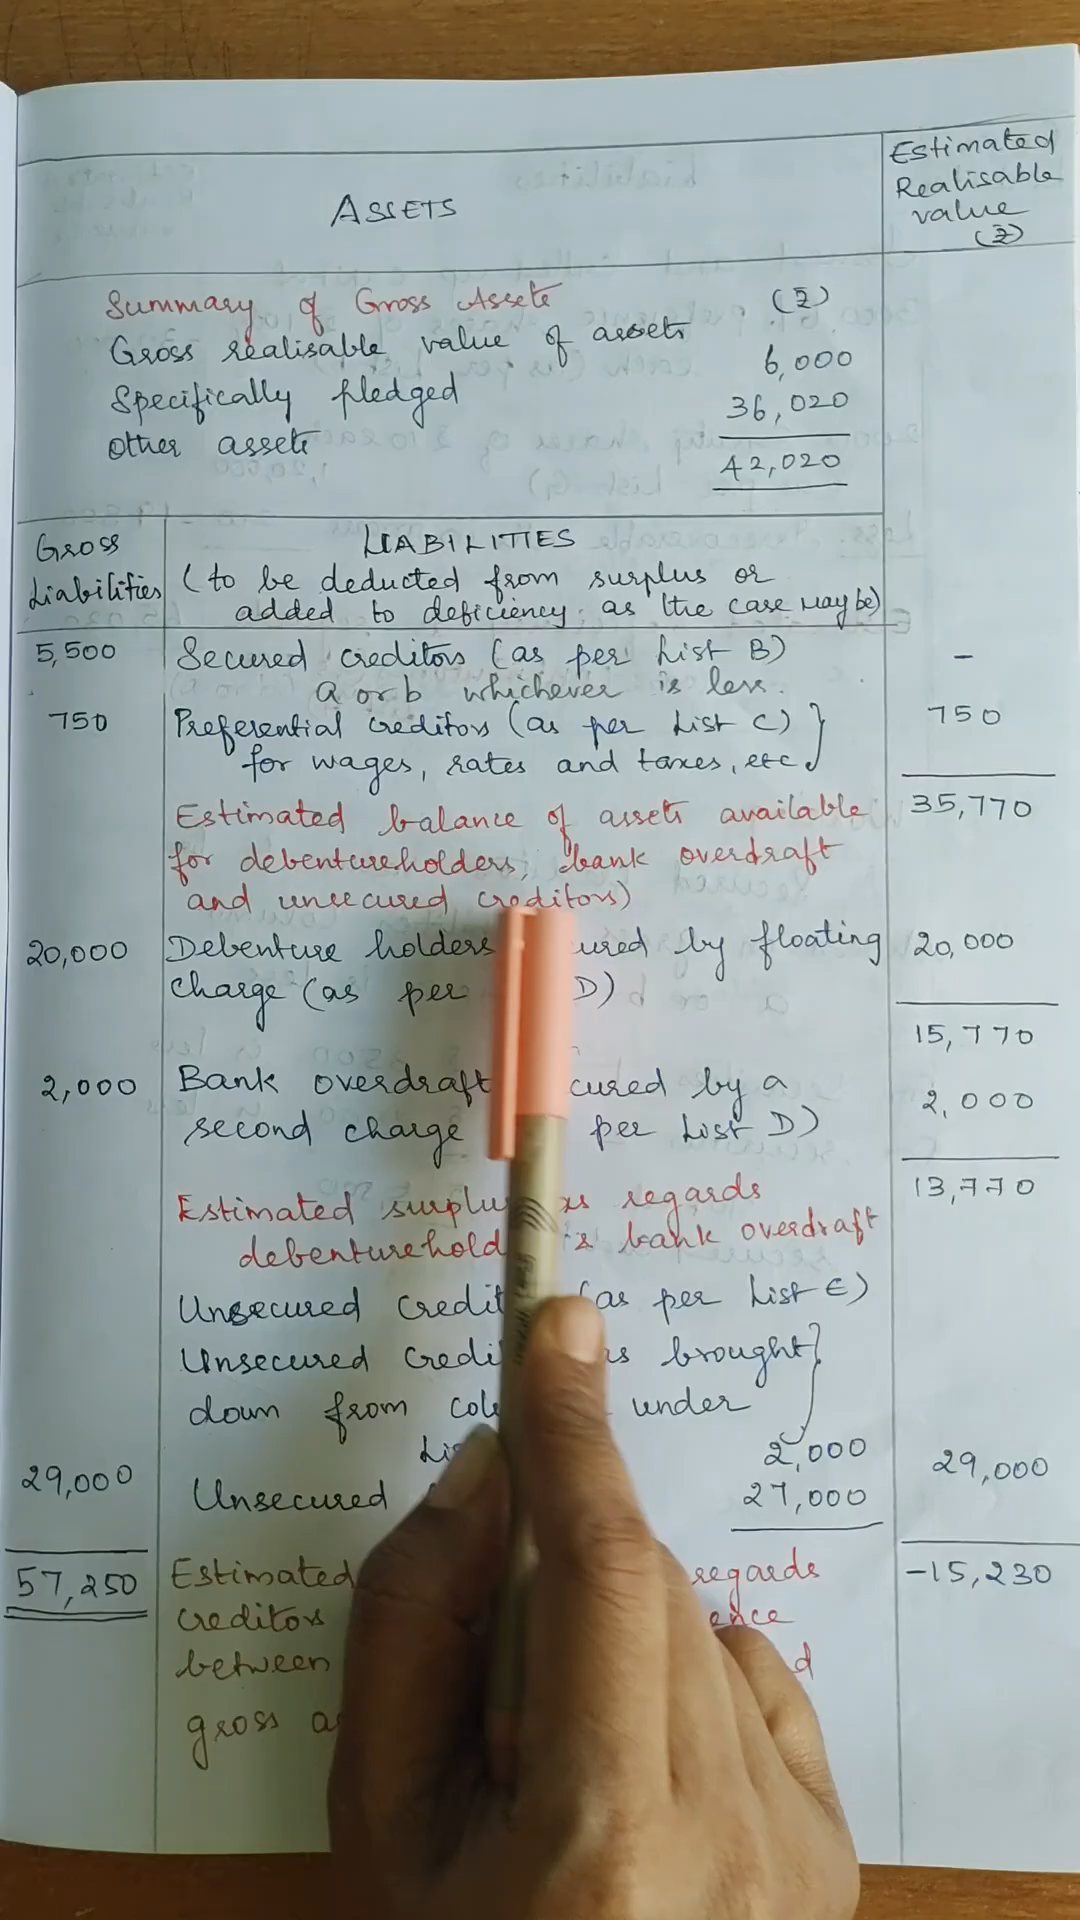 ASSETS
Estimated
Realisable
value
(₹)
Summary of Gross Assets (₹)
Gross realisable value of assets
Specifically pledged 6,000
Other assets 36,020
42,020
Gross
Liabilities
LIABILITIES
(to be deducted from surplus or
added to deficiency as the case may be)
5,500 Secured creditors (as per List B) -
a or b whichever is less.
750 Preferential creditors (as per List C) 750
for wages, rates and taxes, etc.
Estimated balance of assets available 35,770
for debentureholders, bank overdraft
and unsecured creditors)
20,000 Debenture holders by floating 20,000
charge (as per D)
15,770
2,000 Bank overdraft by a 2,000
second charge per List D)
13,770
Estimated regards
bank overdraft
Unsecured (as per List E)
Unsecured brought
down from under
2,000
29,000 Unsecured 27,000 29,000
57,250 Estimated regards -15,230
creditors
between
gross